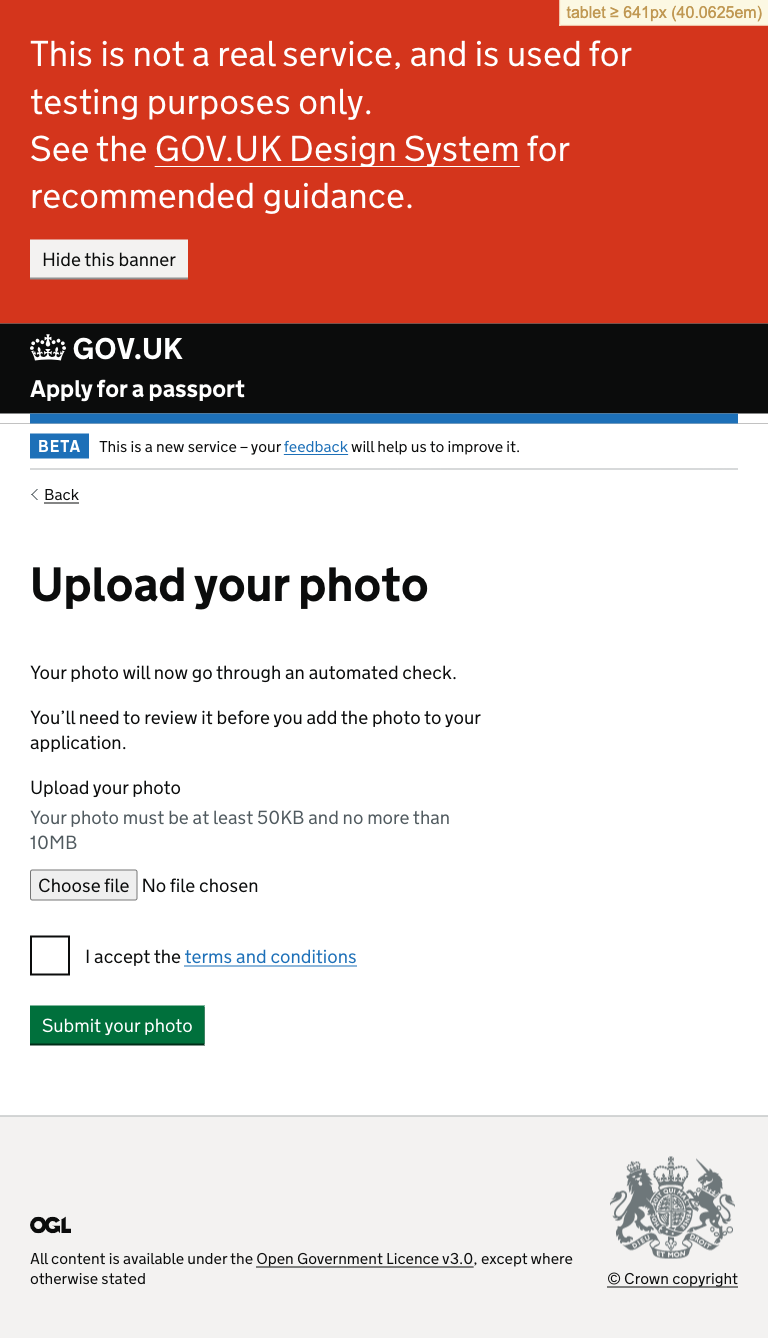 tablet ≥ 641px (40.0625em)
This is not a real service, and is used for
testing purposes only.
See the GOV.UK Design System for
recommended guidance.
Hide this banner
GOV.UK
Apply for a passport
BETA This is a new service – your feedback will help us to improve it.
Back
Upload your photo
Your photo will now go through an automated check.
You’ll need to review it before you add the photo to your
application.
Upload your photo
Your photo must be at least 50KB and no more than
10MB
Choose file No file chosen
I accept the terms and conditions
Submit your photo
OGL
All content is available under the Open Government Licence v3.0, except where
otherwise stated
© Crown copyright